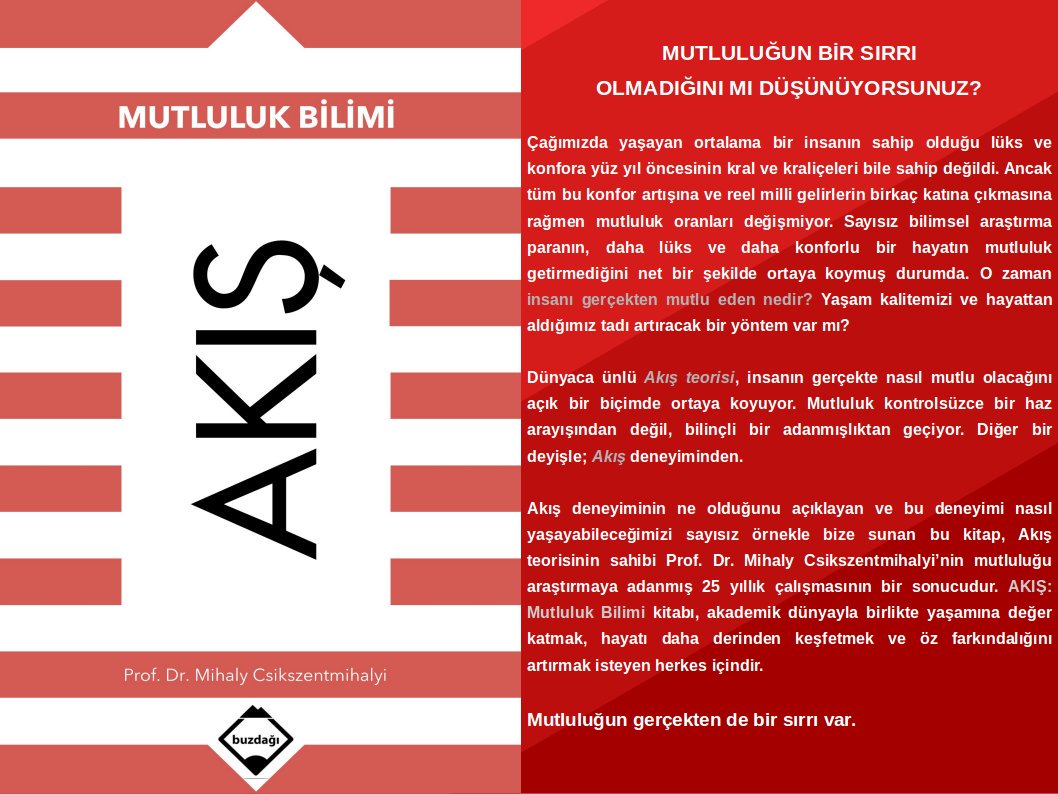 MUTLULUK BİLİMİ
AKIŞ
Prof. Dr. Mihaly Csikszentmihalyi
buzdağı
MUTLULUĞUN BİR SIRRI
OLMADIĞINI MI DÜŞÜNÜYORSUNUZ?
Çağımızda yaşayan ortalama bir insanın sahip olduğu lüks ve
konfora yüz yıl öncesinin kral ve kraliçeleri bile sahip değildi. Ancak
tüm bu konfor artışına ve reel milli gelirlerin birkaç katına çıkmasına
rağmen mutluluk oranları değişmiyor. Sayısız bilimsel araştırma
paranın, daha lüks ve daha konforlu bir hayatın mutluluk
getirmediğini net bir şekilde ortaya koymuş durumda. O zaman
insanı gerçekten mutlu eden nedir? Yaşam kalitemizi ve hayattan
aldığımız tadı artıracak bir yöntem var mı?
Dünyaca ünlü Akış teorisi, insanın gerçekte nasıl mutlu olacağını
açık bir biçimde ortaya koyuyor. Mutluluk kontrolsüzce bir haz
arayışından değil, bilinçli bir adanmışlıktan geçiyor. Diğer bir
deyişle; Akış deneyiminden.
Akış deneyiminin ne olduğunu açıklayan ve bu deneyimi nasıl
yaşayabileceğimizi sayısız örnekle bize sunan bu kitap, Akış
teorisinin sahibi Prof. Dr. Mihaly Csikszentmihalyi’nin mutluluğu
araştırmaya adanmış 25 yıllık çalışmasının bir sonucudur. AKIŞ:
Mutluluk Bilimi kitabı, akademik dünyayla birlikte yaşamına değer
katmak, hayatı daha derinden keşfetmek ve öz farkındalığını
artırmak isteyen herkes içindir.
Mutluluğun gerçekten de bir sırrı var.